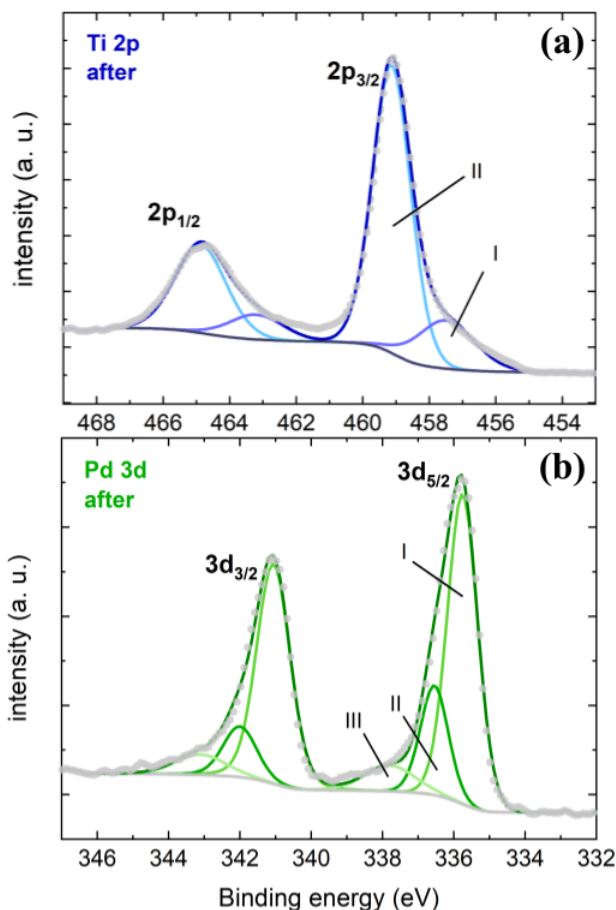 Ti 2p
after
(a)
2p3/2
II
2p1/2
I
intensity (a. u.)
468 466 464 462 460 458 456 454
Pd 3d
after
(b)
3d5/2
3d3/2
I
III
II
intensity (a. u.)
346 344 342 340 338 336 334 332
Binding energy (eV)